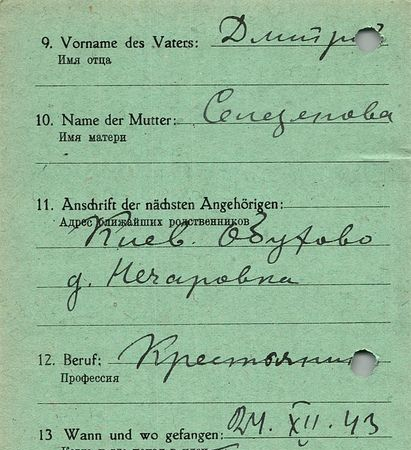 9. Vorname des Vaters: Дмитрий
Имя отца
10. Name der Mutter: Селезенова
Имя матери
11. Anschrift der nächsten Angehörigen:
Адрес ближайших родственников
Киев.
д. Нечаровка
12. Beruf: Крестьянин
Профессия
13 Wann und wo gefangen: 24. XII. 43